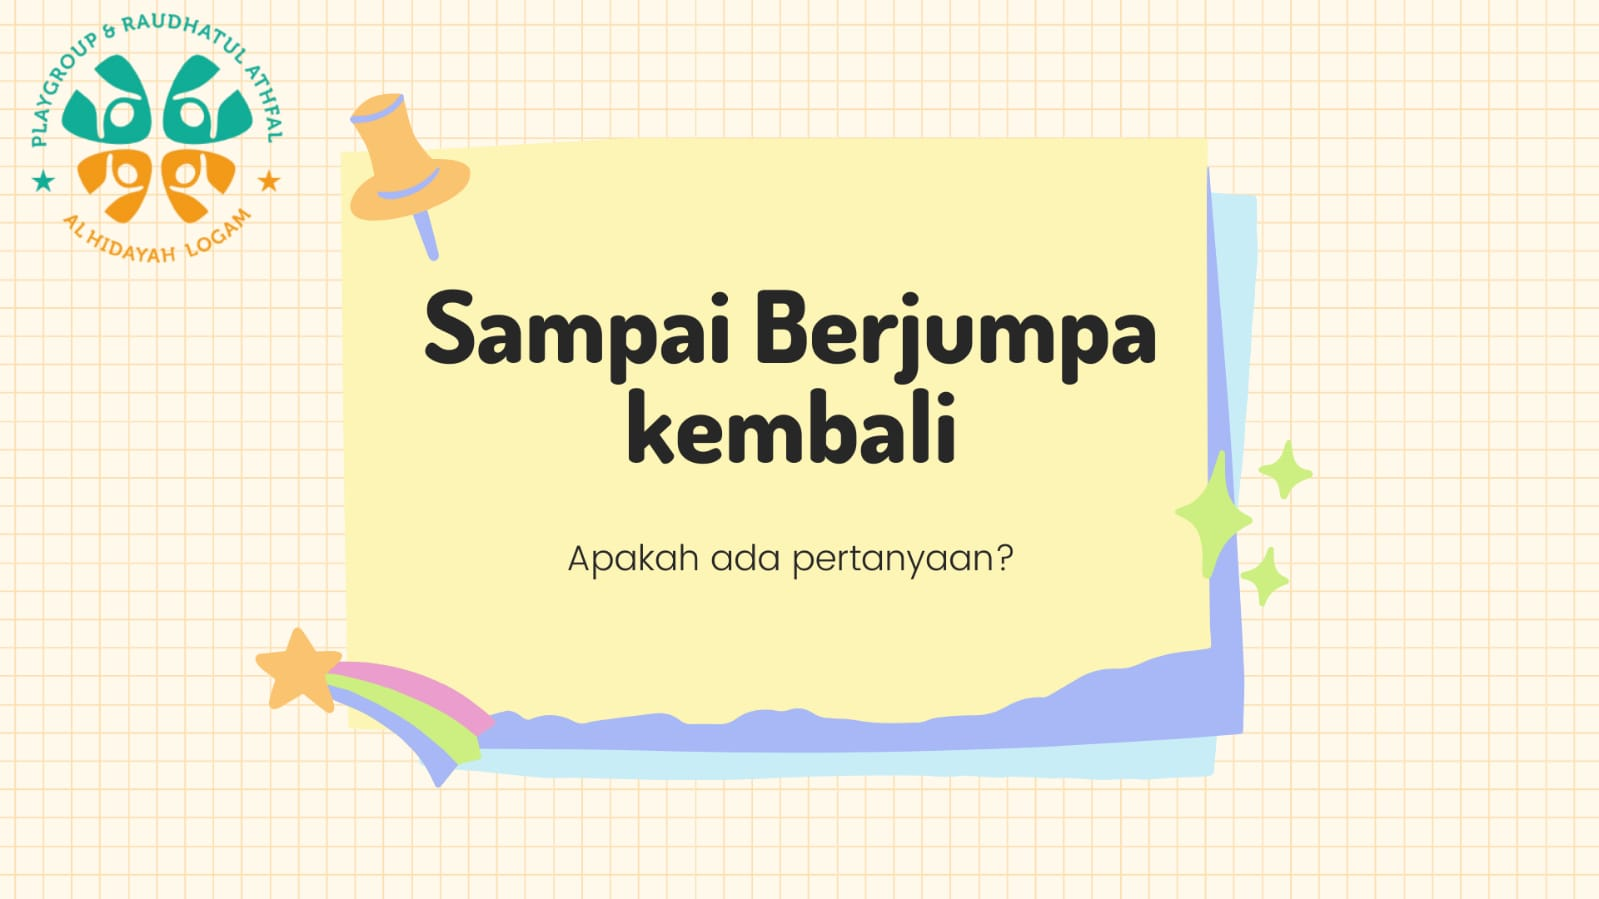 PLAYGROUP & RAUDHATUL ATHFAL
AL HIDAYAH LOGAM
Sampai Berjumpa
kembali
Apakah ada pertanyaan?